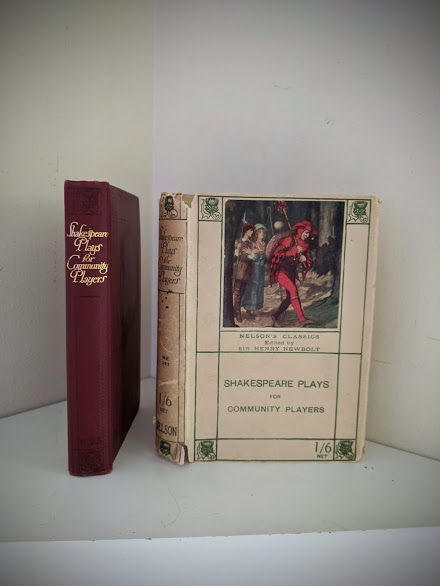 Shakespeare
Plays
for
Community
Players
Shakespeare
Plays
for
Community
Players
1/6
NET
NELSON
NELSON'S CLASSICS
Edited by
SIR HENRY NEWBOLT
SHAKESPEARE PLAYS
FOR
COMMUNITY PLAYERS
1/6
NET